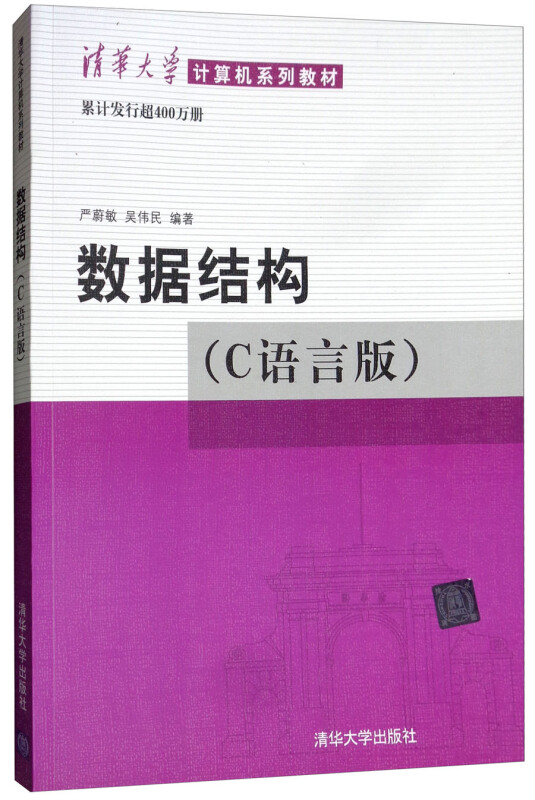 清華大学 计算机系列教材
累计发行超400万册
严蔚敏 吴伟民 编著
数据结构
(C语言版)
清华大学出版社
清华大学计算机系列教材
数据结构(C语言版)
清华大学出版社